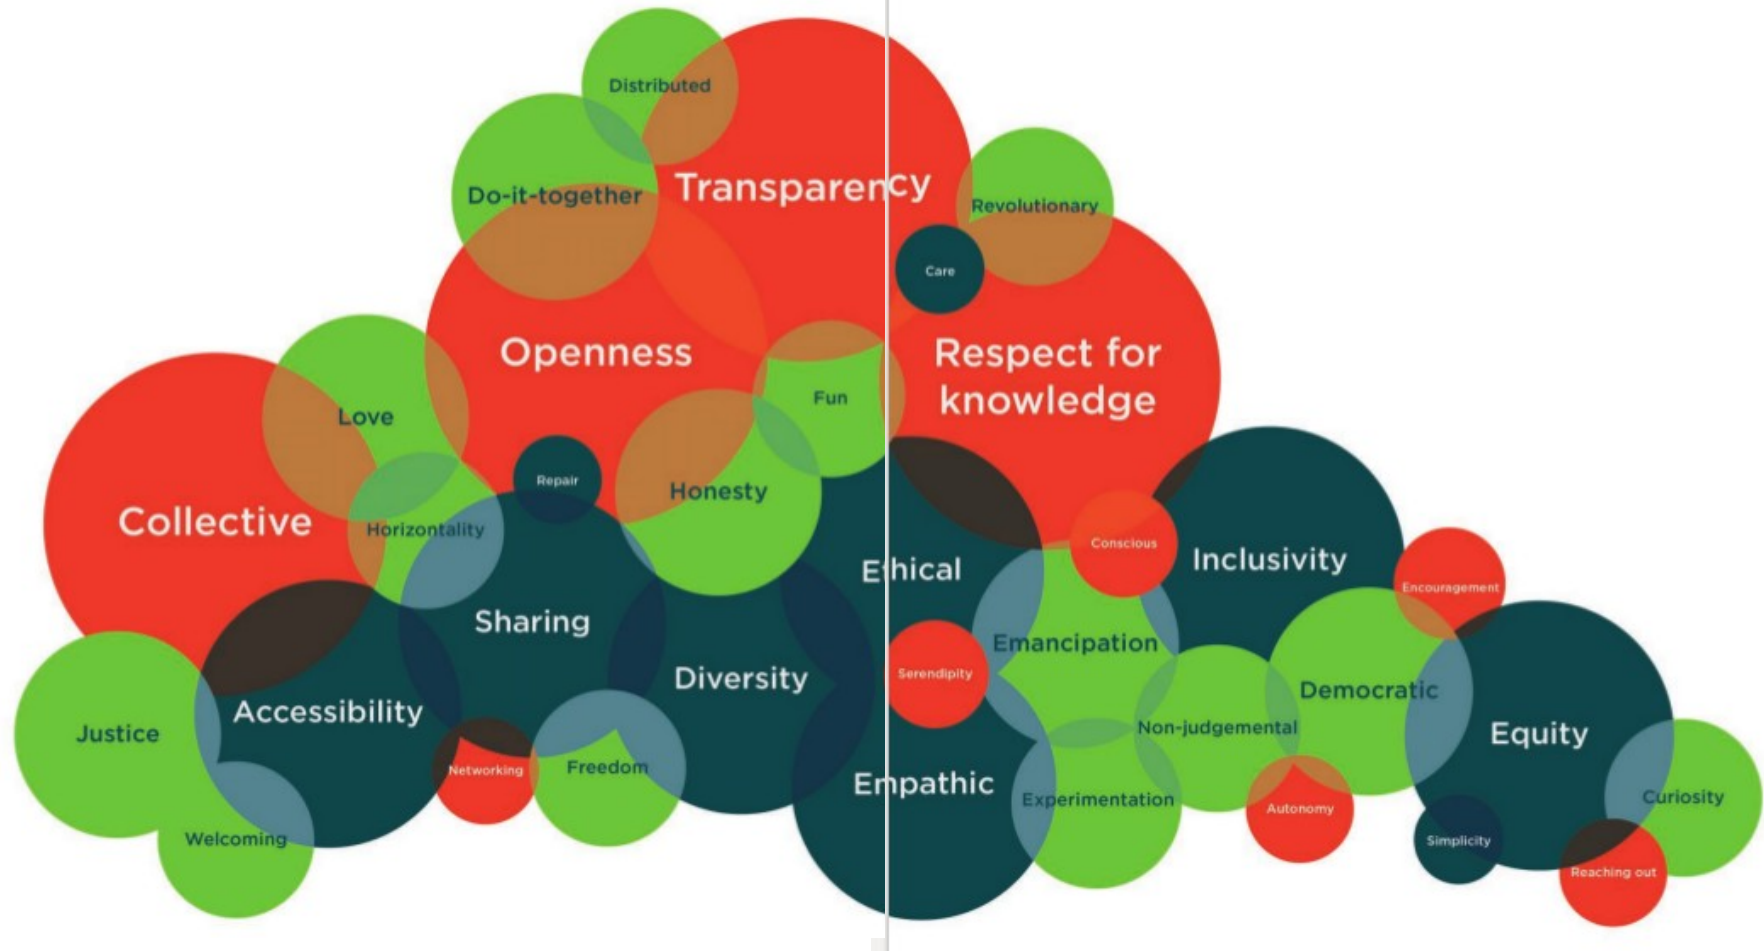 Distributed
Transparency
Do-it-together
Revolutionary
Care
Openness
Respect for
knowledge
Fun
Love
Repair
Honesty
Collective
Horizontality
Conscious
Ethical
Inclusivity
Encouragement
Sharing
Emancipation
Serendipity
Diversity
Democratic
Accessibility
Non-judgemental
Justice
Equity
Networking
Freedom
Empathic
Experimentation
Curiosity
Autonomy
Welcoming
Simplicity
Reaching out